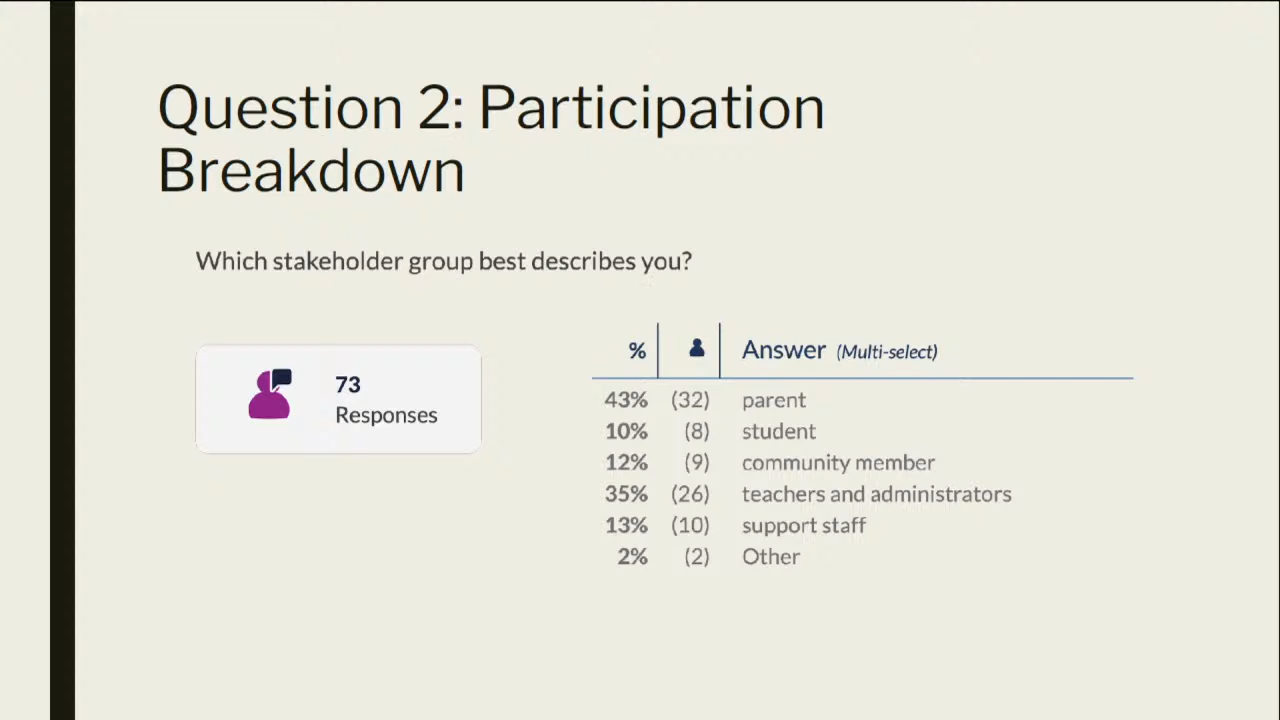 Question 2: Participation
Breakdown
Which stakeholder group best describes you?
73
Responses
% Answer (Multi-select)
43% (32) parent
10% (8) student
12% (9) community member
35% (26) teachers and administrators
13% (10) support staff
2% (2) Other